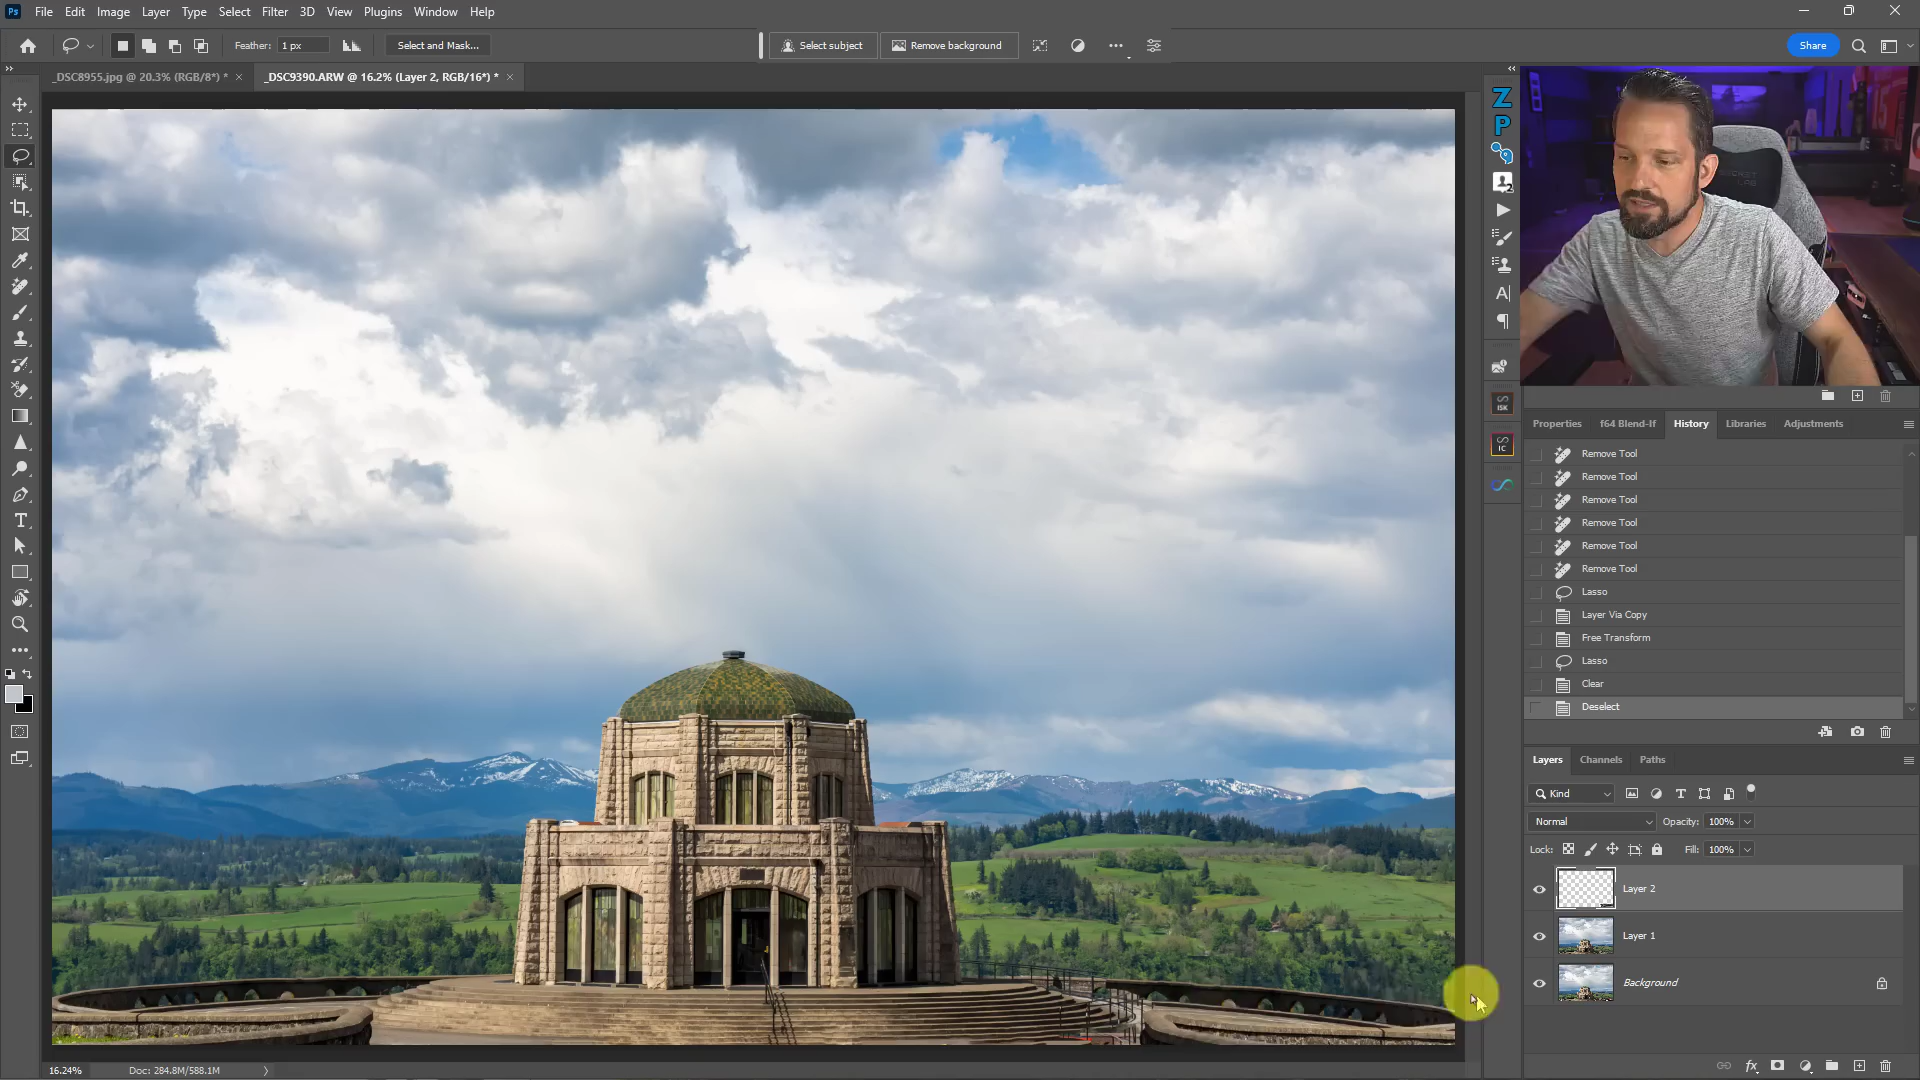 Ps File Edit Image Layer Type Select Filter 3D View Plugins Window Help
Feather: 1 px Select and Mask... Select subject Remove background Share
_DSC8955.jpg @ 20.3% (RGB/8*) * × _DSC9390.ARW @ 16.2% (Layer 2, RGB/16*) * ×
Z
P
Properties f64 Blend-If History Libraries Adjustments
Remove Tool
Remove Tool
Remove Tool
Remove Tool
Remove Tool
Remove Tool
Lasso
Layer Via Copy
Free Transform
Lasso
Clear
Deselect
ISK
IC
Layers Channels Paths
Kind
Normal Opacity: 100%
Lock: Fill: 100%
Layer 2
Layer 1
Background
16.24% Doc: 284.8M/588.1M